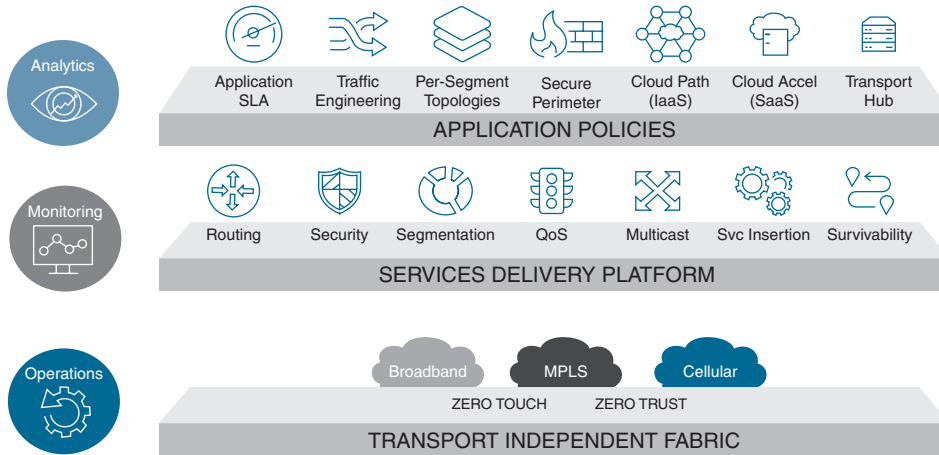 Analytics
Application
SLA
Traffic
Engineering
Per-Segment
Topologies
Secure
Perimeter
Cloud Path
(IaaS)
Cloud Accel
(SaaS)
Transport
Hub
APPLICATION POLICIES
Monitoring
Routing
Security
Segmentation
QoS
Multicast
Svc Insertion
Survivability
SERVICES DELIVERY PLATFORM
Operations
Broadband
MPLS
Cellular
ZERO TOUCH
ZERO TRUST
TRANSPORT INDEPENDENT FABRIC